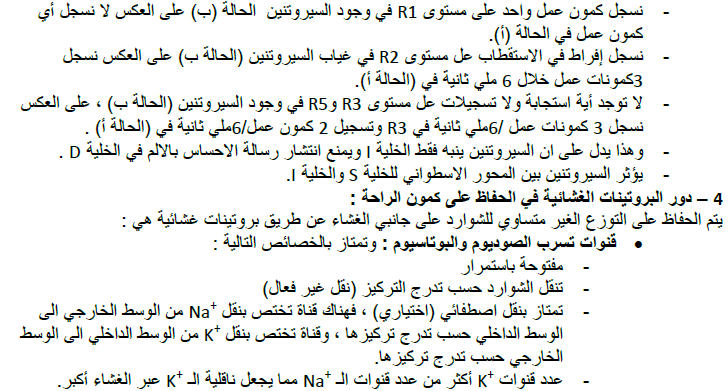 - نسجل كمون عمل واحد على مستوى R1 في وجود السيروتنين الحالة (ب) على العكس لا نسجل أي
كمون عمل في الحالة (أ).
- نسجل إفراط في الاستقطاب عل مستوى R2 في غياب السيروتنين (الحالة ب) على العكس نسجل
3كمونات عمل خلال 6 ملي ثانية في (الحالة أ).
- لا توجد أية استجابة ولا تسجيلات عل مستوى R3 وR5 في وجود السيروتنين (الحالة ب) ، على العكس
نسجل 3 كمونات عمل /6ملي ثانية في R3 وتسجيل 2 كمون عمل/6ملي ثانية في (الحالة أ) .
- وهذا يدل على ان السيروتنين ينبه فقط الخلية I ويمنع انتشار رسالة الاحساس بالالم في الخلية D .
- يؤثر السيروتنين بين المحور الاسطواني للخلية S والخلية I.
4 – دور البروتينات الغشائية في الحفاظ على كمون الراحة :
يتم الحفاظ على التوزع الغير متساوي للشوارد على جانبي الغشاء عن طريق بروتينات غشائية هي :
• قنوات تسرب الصوديوم والبوتاسيوم : وتمتاز بالخصائص التالية :
- مفتوحة باستمرار
- تنقل الشوارد حسب تدرج التركيز (نقل غير فعال)
- تمتاز بنقل اصطفائي (اختياري) ، فهناك قناة تختص بنقل Na+ من الوسط الخارجي الى
الوسط الداخلي حسب تدرج تركيزها ، وقناة تختص بنقل K+ من الوسط الداخلي الى الوسط
الخارجي حسب تدرج تركيزها.
- عدد قنوات K+ أكثر من عدد قنوات الـ Na+ مما يجعل ناقلية الـ K+ عبر الغشاء أكبر.